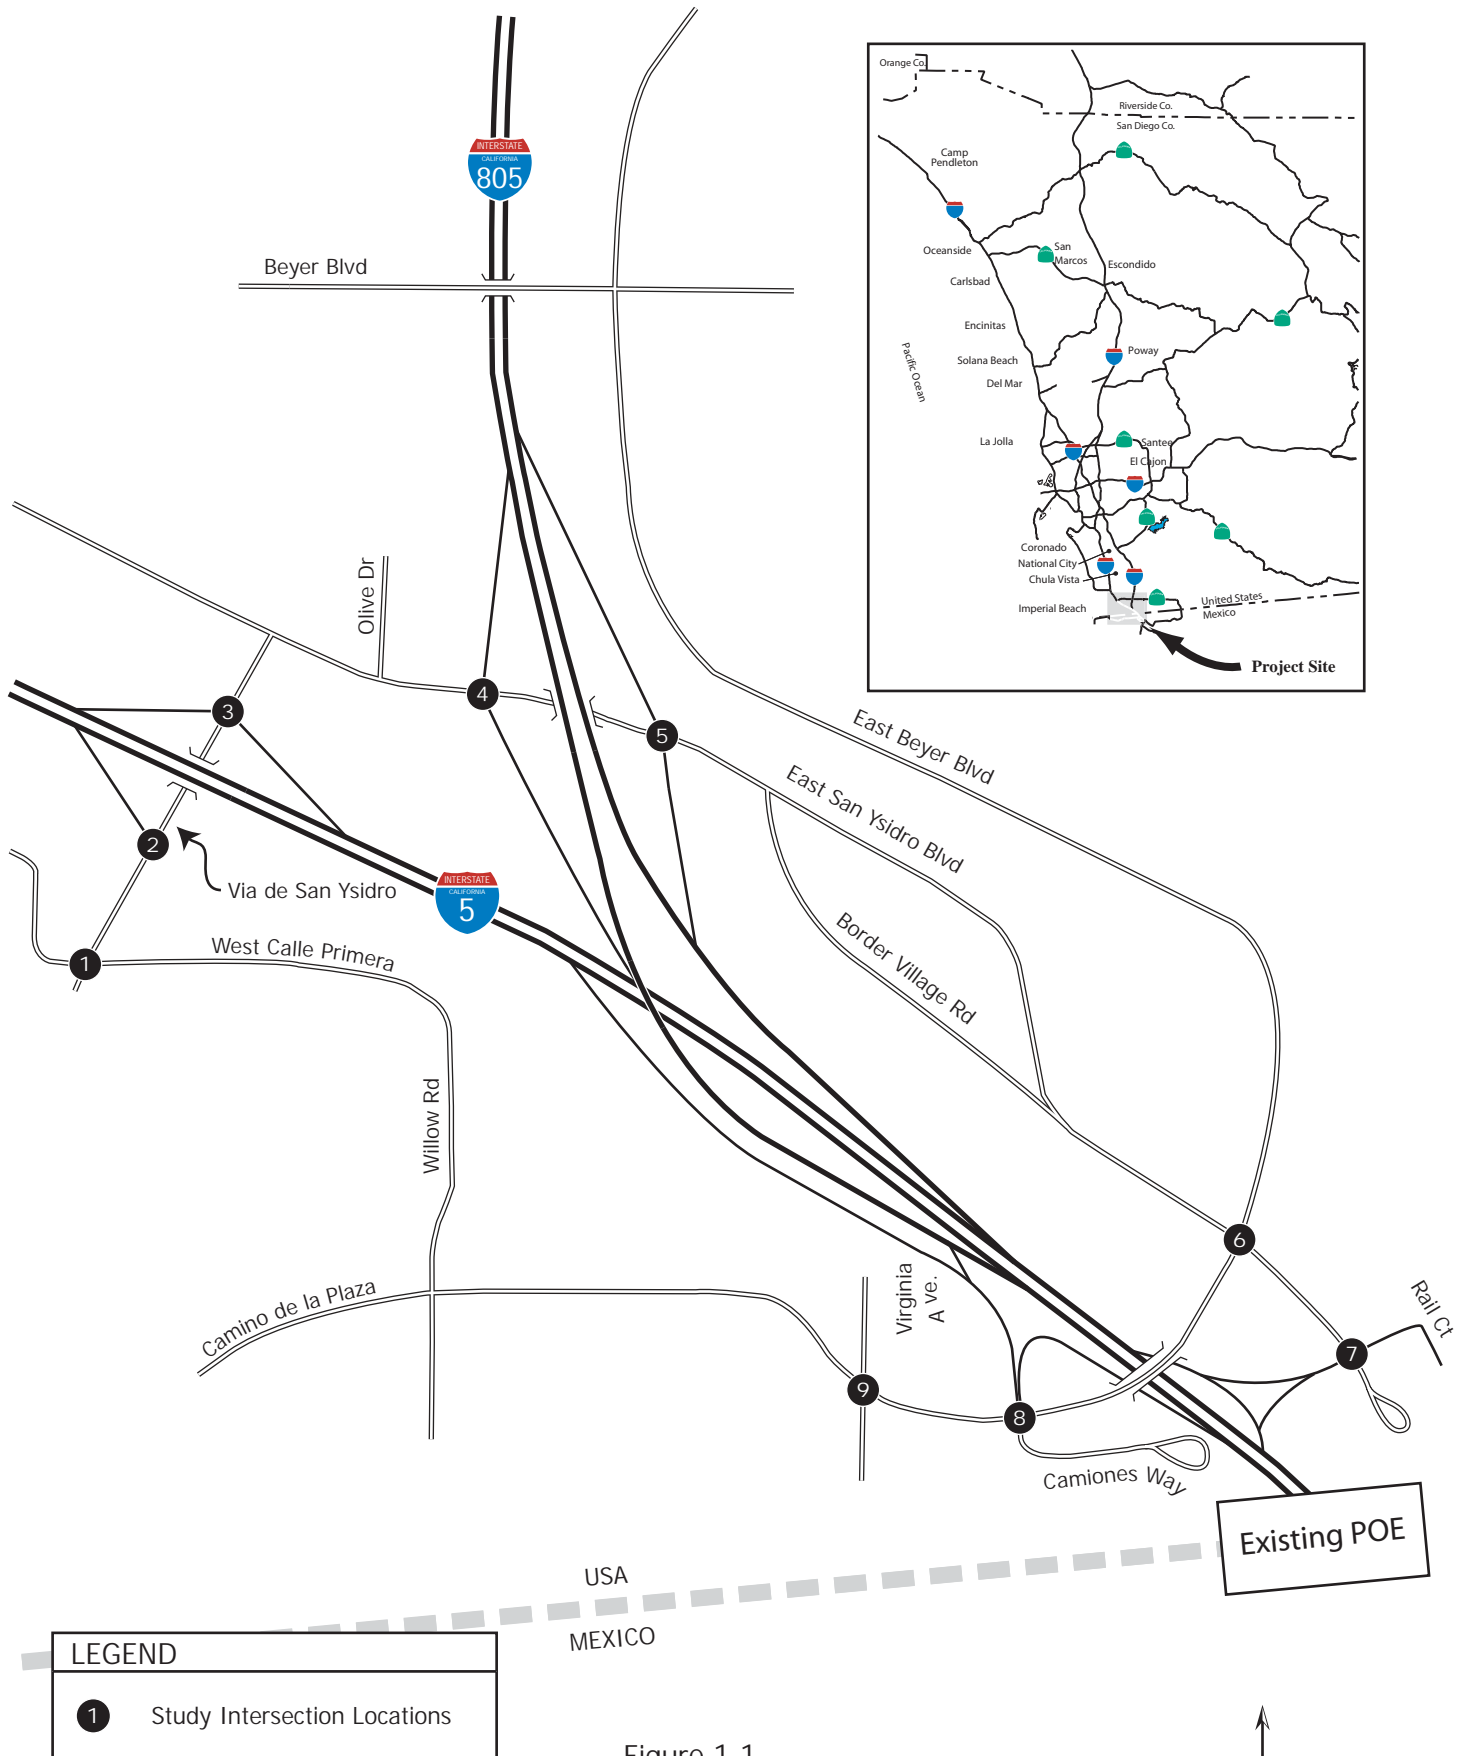 INTERSTATE
CALIFORNIA
805
Beyer Blvd
Olive Dr
3
4
5
2
Via de San Ysidro
INTERSTATE
CALIFORNIA
5
1
West Calle Primera
Willow Rd
East Beyer Blvd
East San Ysidro Blvd
Border Village Rd
Camino de la Plaza
Virginia
A ve.
6
7
Rail Ct
9
8
Camiones Way
Existing POE
USA
MEXICO
Orange Co.
Riverside Co.
San Diego Co.
Camp
Pendleton
Oceanside
San
Marcos
Escondido
Carlsbad
Encinitas
Pacific Ocean
Solana Beach
Poway
Del Mar
La Jolla
Santee
El Cajon
Coronado
National City
Chula Vista
Imperial Beach
United States
Mexico
Project Site
LEGEND
1 Study Intersection Locations
Figure 1-1